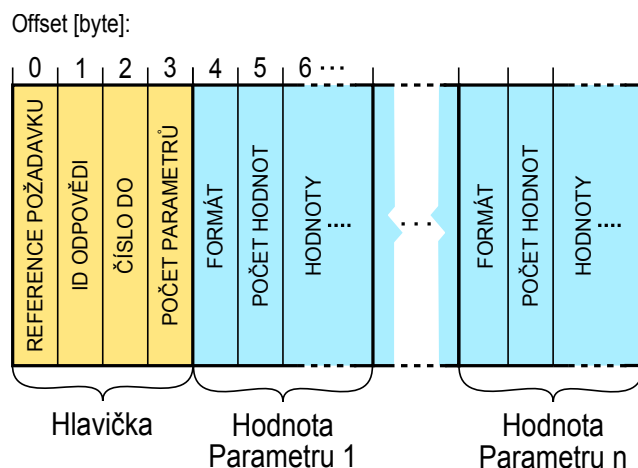 Offset [byte]:
0 1 2 3 4 5 6 ···
REFERENCE POŽADAVKU
ID ODPOVĚDI
ČÍSLO DO
POČET PARAMETRŮ
FORMÁT
POČET HODNOT
HODNOTY ....
...
FORMÁT
POČET HODNOT
HODNOTY ....
Hlavička
Hodnota
Parametru 1
Hodnota
Parametru n